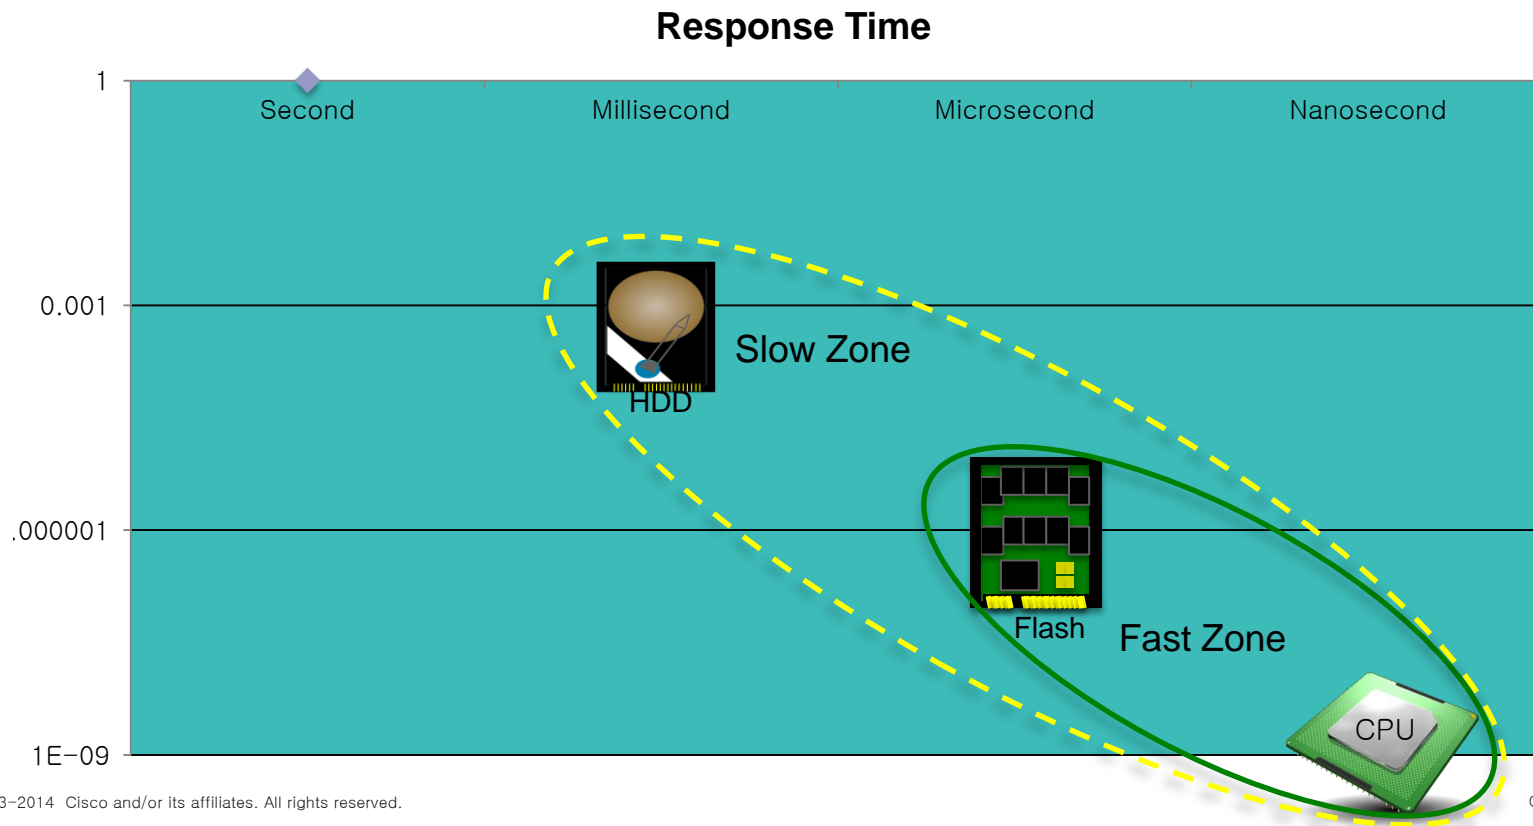 Response Time
1
Second
Millisecond
Microsecond
Nanosecond
0.001
Slow Zone
HDD
.000001
Flash
Fast Zone
CPU
1E-09
3-2014 Cisco and/or its affiliates. All rights reserved.